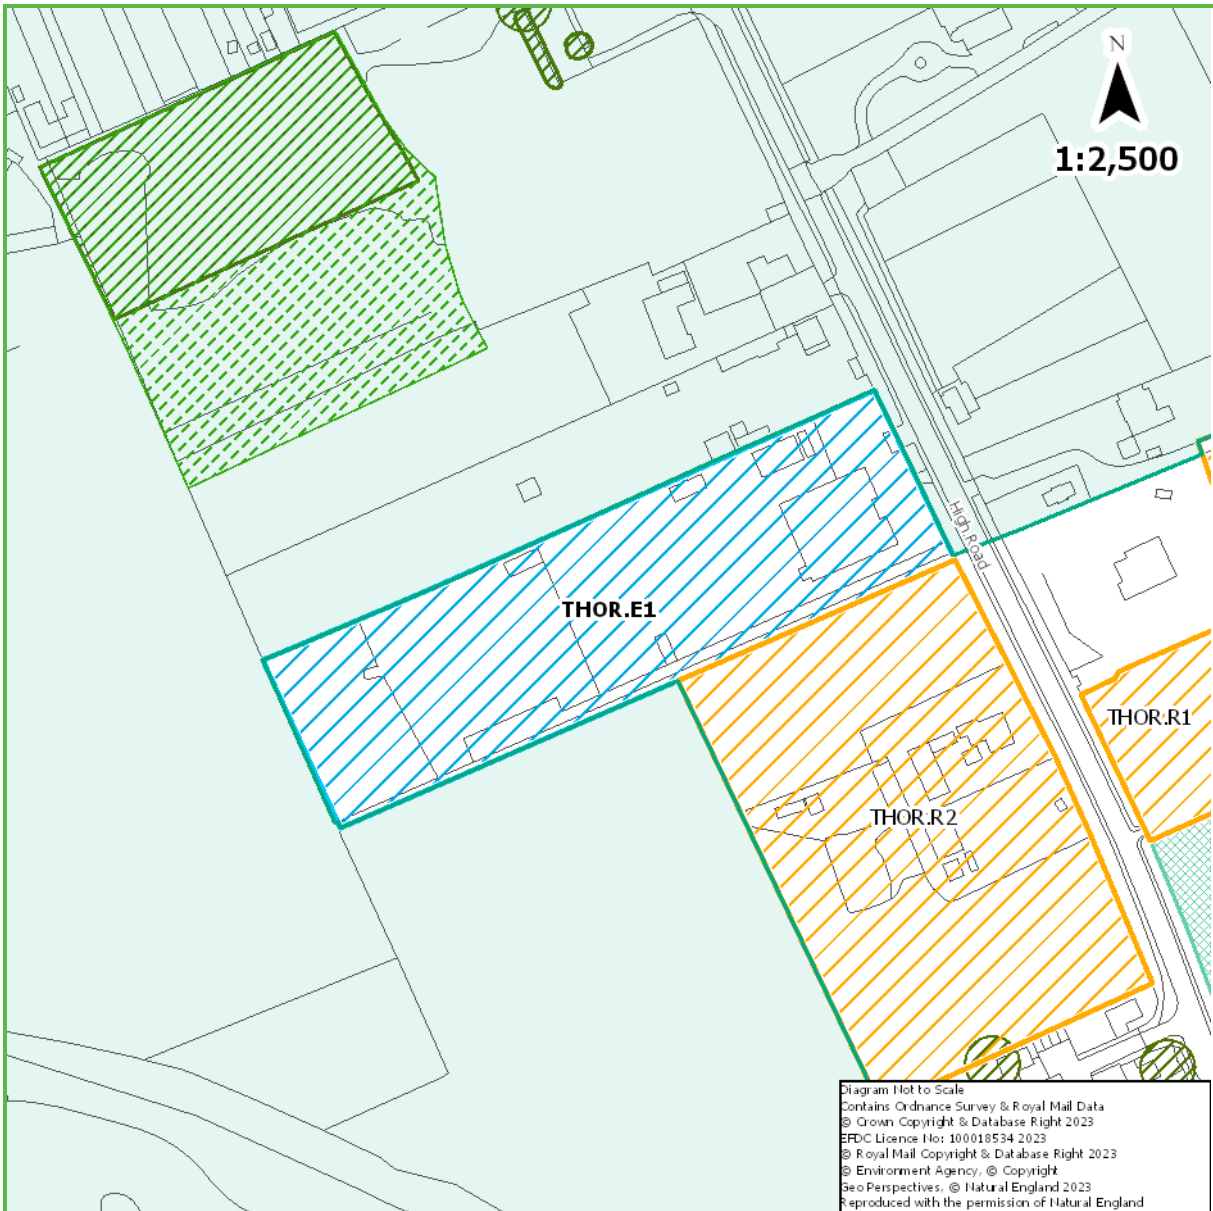 N
1:2,500
High Road
THOR.E1
THOR.R1
THOR.R2
Diagram Not to Scale
Contains Ordnance Survey & Royal Mail Data
© Crown Copyright & Database Right 2023
EFDC Licence No: 100018534 2023
© Royal Mail Copyright & Database Right 2023
© Environment Agency, © Copyright
Geo Perspectives, © Natural England 2023
Reproduced with the permission of Natural England